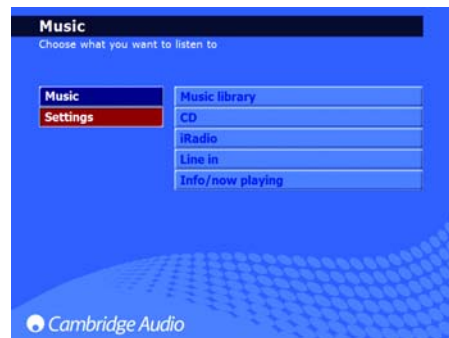 Music
Choose what you want to listen to
Music
Settings
Music library
CD
iRadio
Line in
Info/now playing
Cambridge Audio